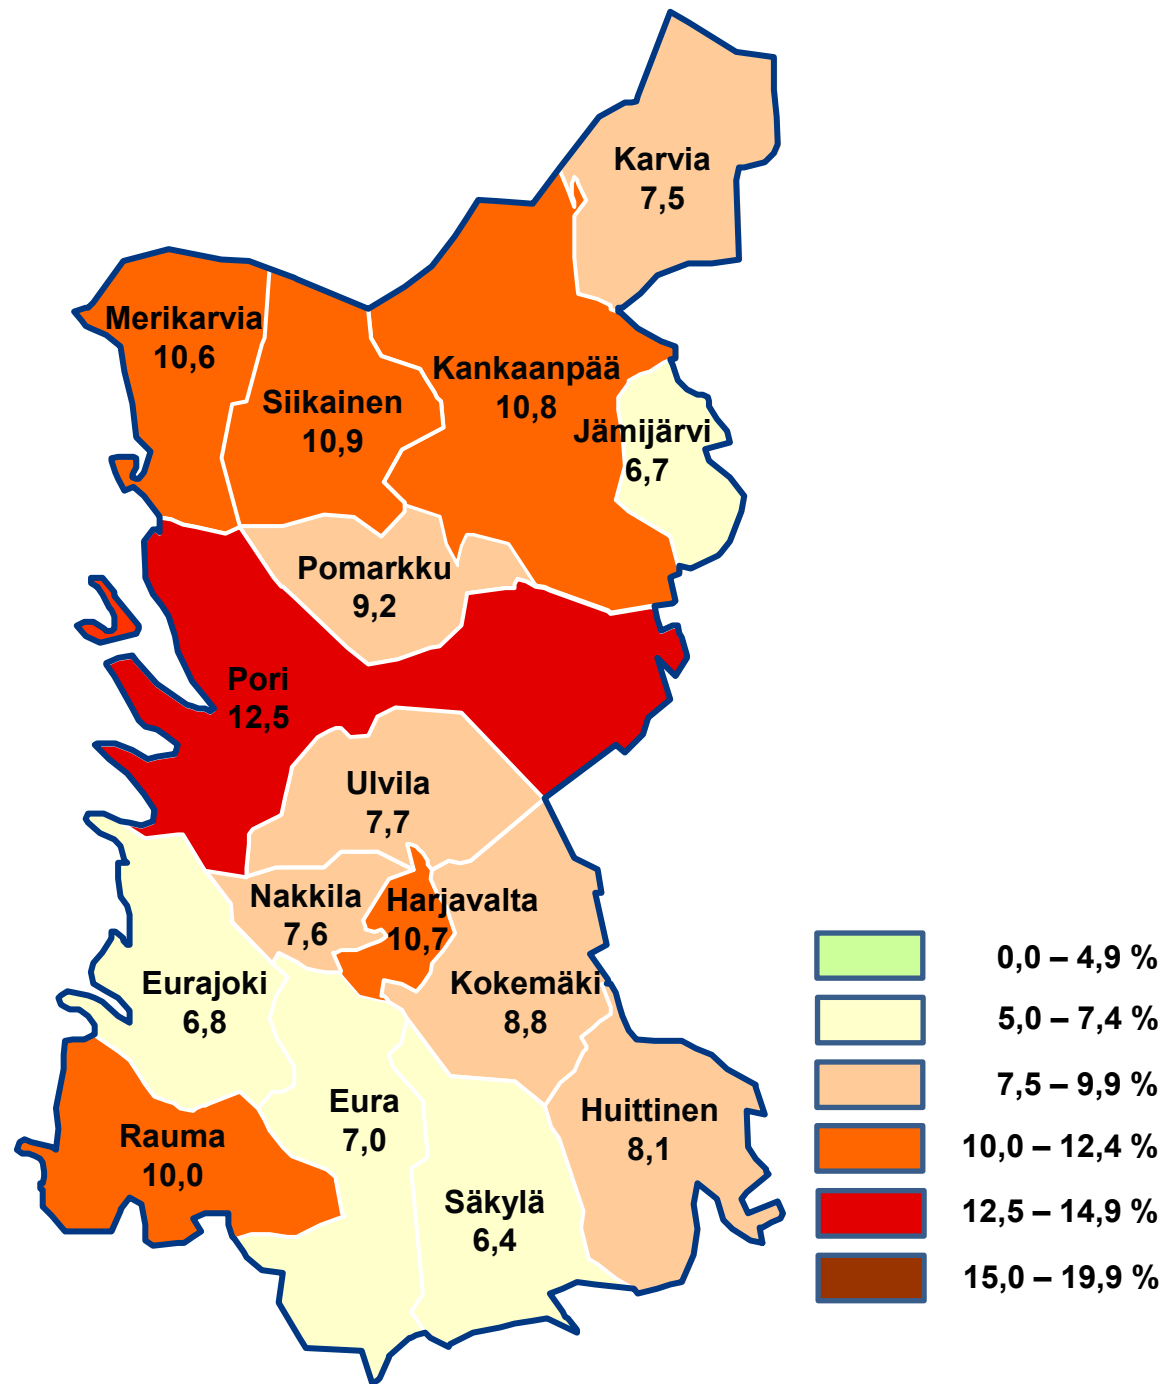 Karvia
7,5
Merikarvia
10,6
Siikainen
10,9
Kankaanpää
10,8
Jämijärvi
6,7
Pomarkku
9,2
Pori
12,5
Ulvila
7,7
Nakkila
7,6
Harjavalta
10,7
Kokemäki
8,8
Eurajoki
6,8
Eura
7,0
Huittinen
8,1
Rauma
10,0
Säkylä
6,4
0,0 – 4,9 %
5,0 – 7,4 %
7,5 – 9,9 %
10,0 – 12,4 %
12,5 – 14,9 %
15,0 – 19,9 %